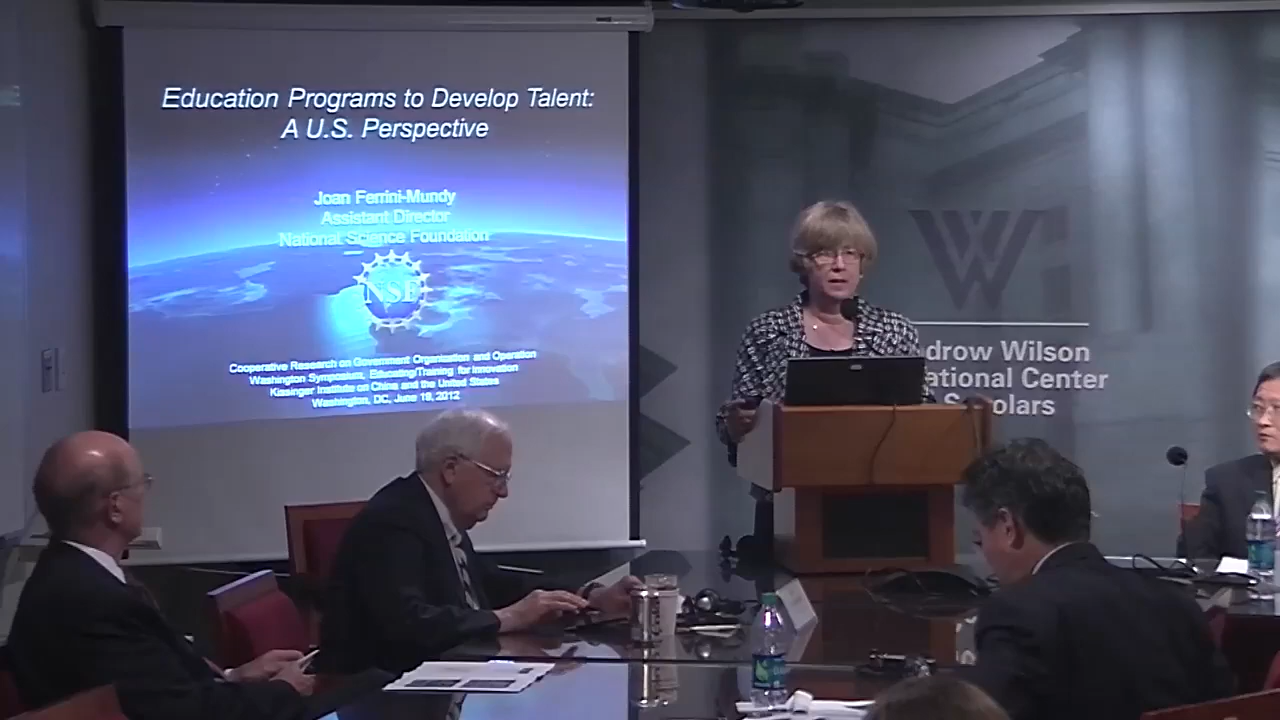 Education Programs to Develop Talent:
A U.S. Perspective
Joan Ferrini-Mundy
Assistant Director
National Science Foundation
NSF
Cooperative Research on Government Organization and Operation
Washington Symposium, Educating/Training for Innovation
Kissinger Institute on China and the United States
Washington, DC, June 19, 2012
W
drow Wilson
ational Center
Scholars